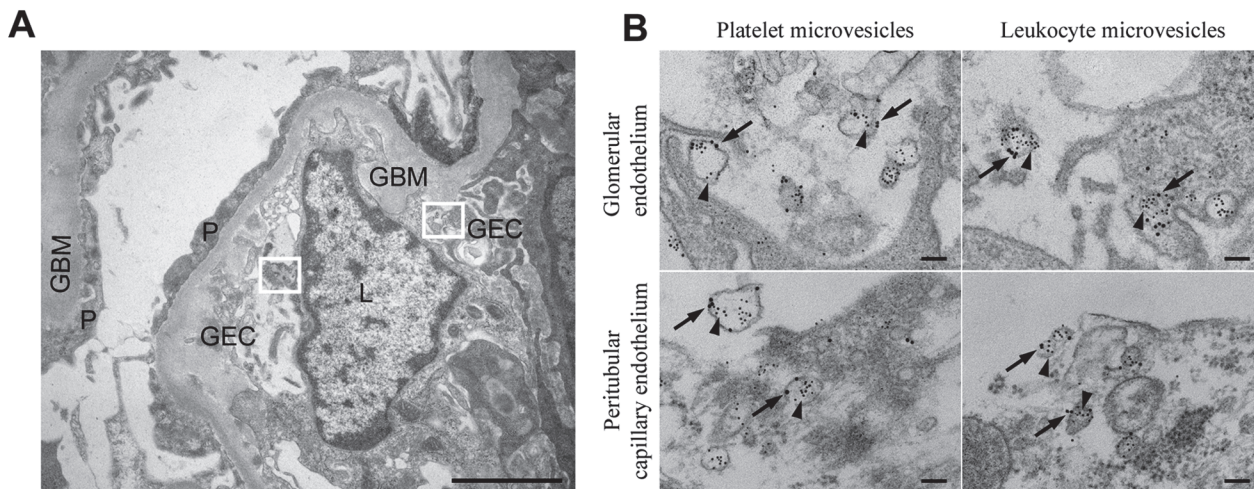 A
GBM
GBM
P
P
GEC
GEC
L
B
Platelet microvesicles
Leukocyte microvesicles
Glomerular
endothelium
Peritubular
capillary endothelium